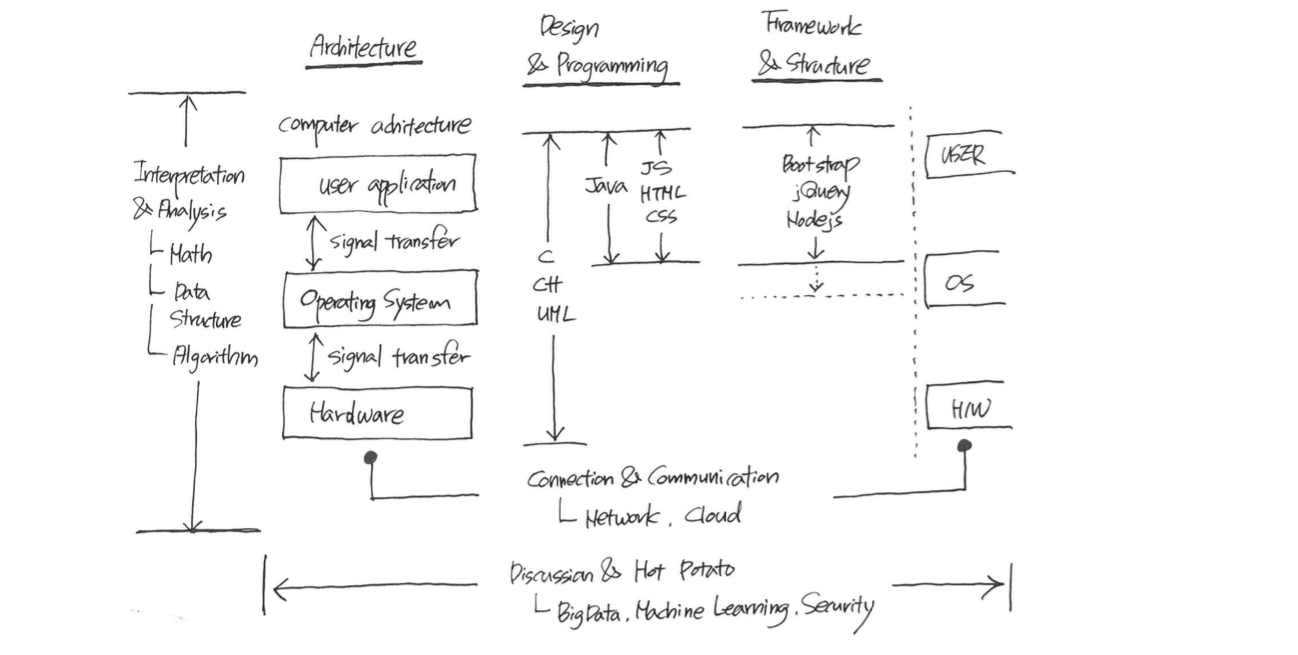 Architecture
Design
& Programming
Framework
& Structure
Interpretation
& Analysis
Math
Data
Structure
Algorithm
Computer adhitecture
user application
signal transfer
Operating System
signal transfer
Hardware
C
C++
UML
Java
JS
HTML
CSS
Bootstrap
jQuery
Nodejs
USER
OS
H/W
Connection & Communication
Network, Cloud
Discussion & Hot Potato
BigData, Machine Learning, Security